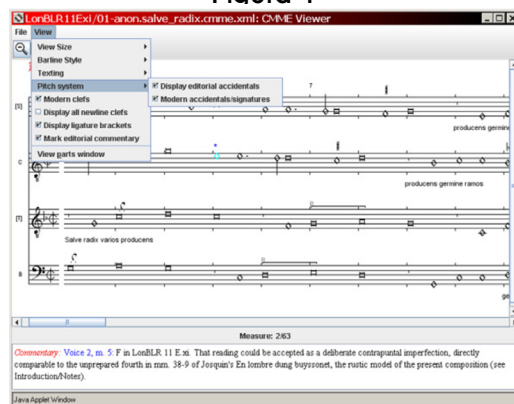 Figura 4
LonBLR11Exi/01-anon.salve_radix.cmme.xml: CMME Viewer
File View
View Size
Barline Style
Texting
Pitch system
Display editorial accidentals
Modern accidentals/signatures
Modern clefs
Display all newline clefs
Display ligature brackets
Mark editorial commentary
View parts window
7
[S]
producens germin
C
producens germine ramos
[T]
Salve radix varios producens
B
ge
Measure: 2/63
Commentary: Voice 2, m. 5: F in LonBLR 11 E.xi. That reading could be accepted as a deliberate contrapuntal imperfection, directly
comparable to the unprepared fourth in mm. 38-9 of Josquin's En lombre dung buyssonet, the rustic model of the present composition (see
Introduction/Notes).
Java Applet Window